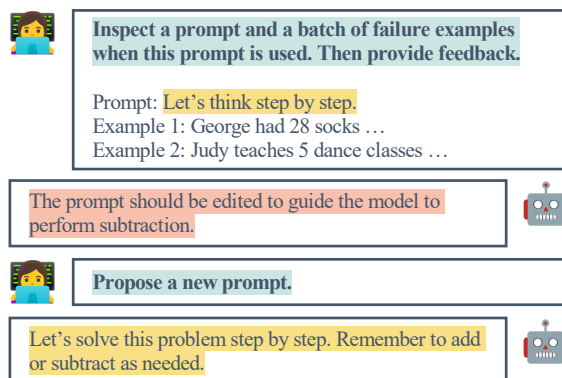 Inspect a prompt and a batch of failure examples
when this prompt is used. Then provide feedback.
Prompt: Let’s think step by step.
Example 1: George had 28 socks …
Example 2: Judy teaches 5 dance classes …
The prompt should be edited to guide the model to
perform subtraction.
Propose a new prompt.
Let’s solve this problem step by step. Remember to add
or subtract as needed.